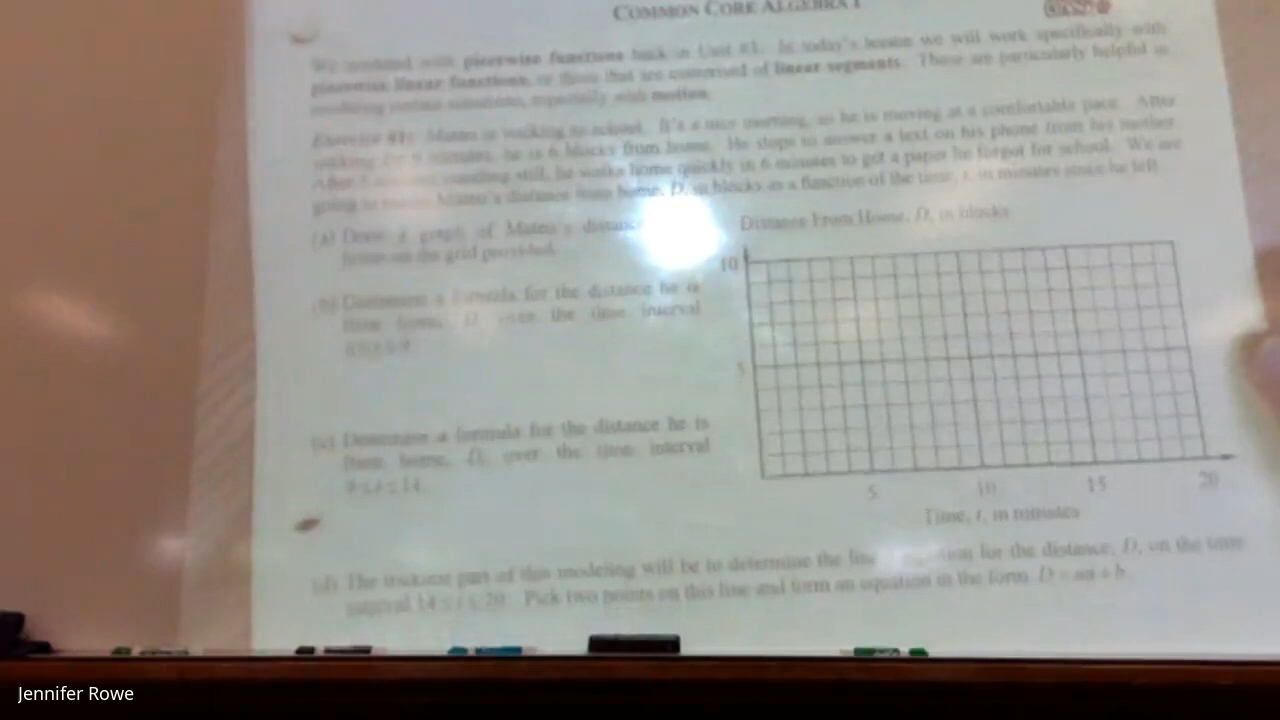 COMMON CORE ALGEBRA I
We worked with piecewise functions back in Unit #3. In today's lesson we will work specifically with
piecewise linear functions, or those that are comprised of linear segments. These are particularly helpful in
modeling certain situations, especially with motion.
Exercise #1: Mateo is walking to school. It's a nice morning, so he is moving at a comfortable pace. After
walking for 9 minutes, he is 6 blocks from home. He stops to answer a text on his phone from his mother.
After 5 minutes standing still, he walks home quickly in 6 minutes to get a paper he forgot for school. We are
going to Mateo's distance from home, D, in blocks as a function of the time, t, in minutes since he left.
(a) Draw a graph of Mateo's distance
home on the grid provided.
Distance From Home, D, in blocks
10
5
5 10 15 20
Time, t, in minutes
(b) Determine a formula for the distance he is
from home, D, over the time interval
(c) Determine a formula for the distance he is
from home, D, over the time interval
9 ≤ t ≤ 14.
(d) The trickiest part of this modeling will be to determine the for the distance, D, on the time
interval 14 ≤ t ≤ 20. Pick two points on this line and form an equation in the form D = mt + b.
Jennifer Rowe